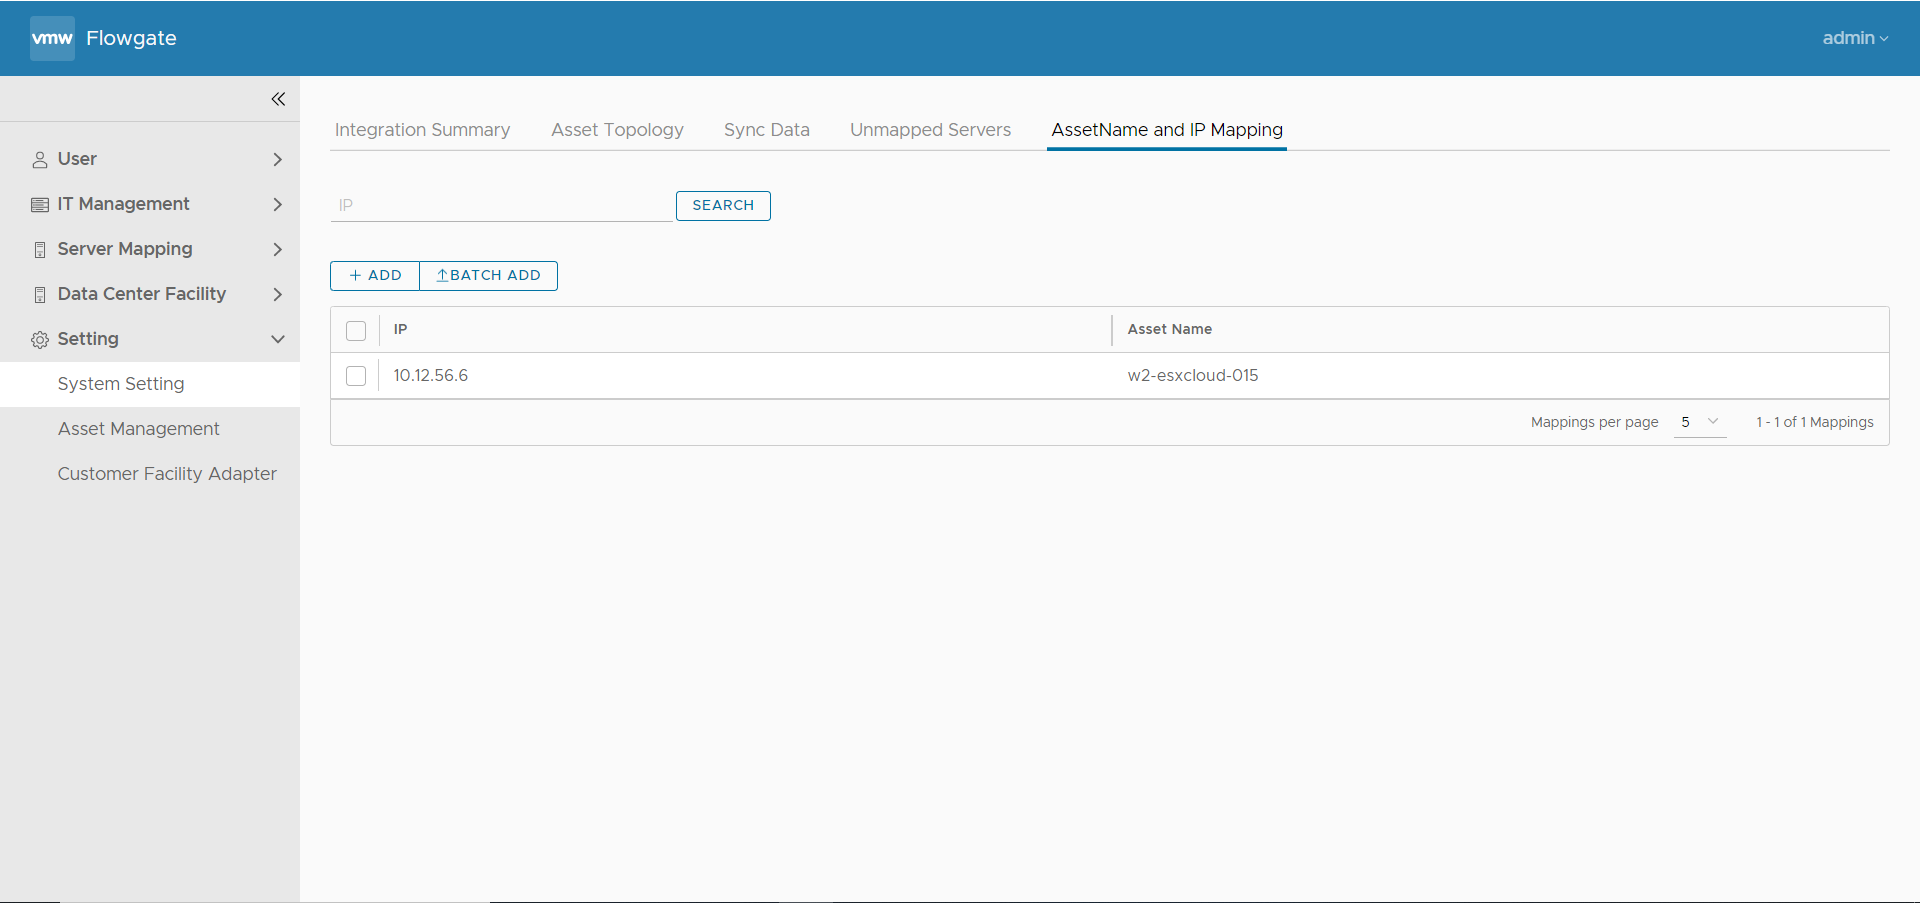 vmw Flowgate
admin
Integration Summary Asset Topology Sync Data Unmapped Servers AssetName and IP Mapping
User
IT Management
Server Mapping
Data Center Facility
Setting
System Setting
Asset Management
Customer Facility Adapter
IP SEARCH
+ ADD BATCH ADD
IP Asset Name
10.12.56.6 w2-esxcloud-015
Mappings per page 5 1 - 1 of 1 Mappings